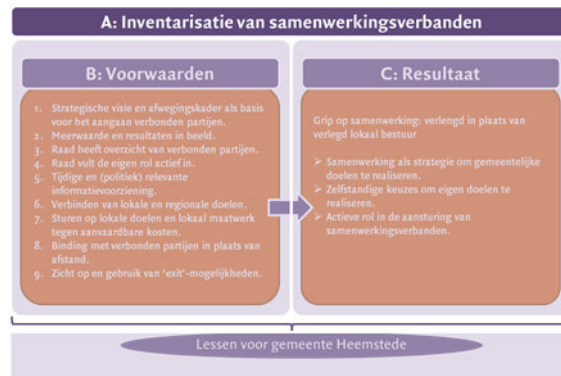 A: Inventarisatie van samenwerkingsverbanden
B: Voorwaarden
1. Strategische visie en afwegingskader als basis
voor het aangaan verbonden partijen.
2. Meerwaarde en resultaten in beeld.
3. Raad heeft overzicht van verbonden partijen.
4. Raad vult de eigen rol actief in.
5. Tijdige en (politiek) relevante
informatievoorziening.
6. Verbinden van lokale en regionale doelen.
7. Sturen op lokale doelen en lokaal maatwerk
tegen aanvaardbare kosten.
8. Binding met verbonden partijen in plaats van
afstand.
9. Zicht op en gebruik van ‘exit’-mogelijkheden.
C: Resultaat
Grip op samenwerking: verlengd in plaats van
verlegd lokaal bestuur
➢ Samenwerking als strategie om gemeentelijke
doelen te realiseren.
➢ Zelfstandige keuzes om eigen doelen te
realiseren.
➢ Actieve rol in de aansturing van
samenwerkingsverbanden.
Lessen voor gemeente Heemstede